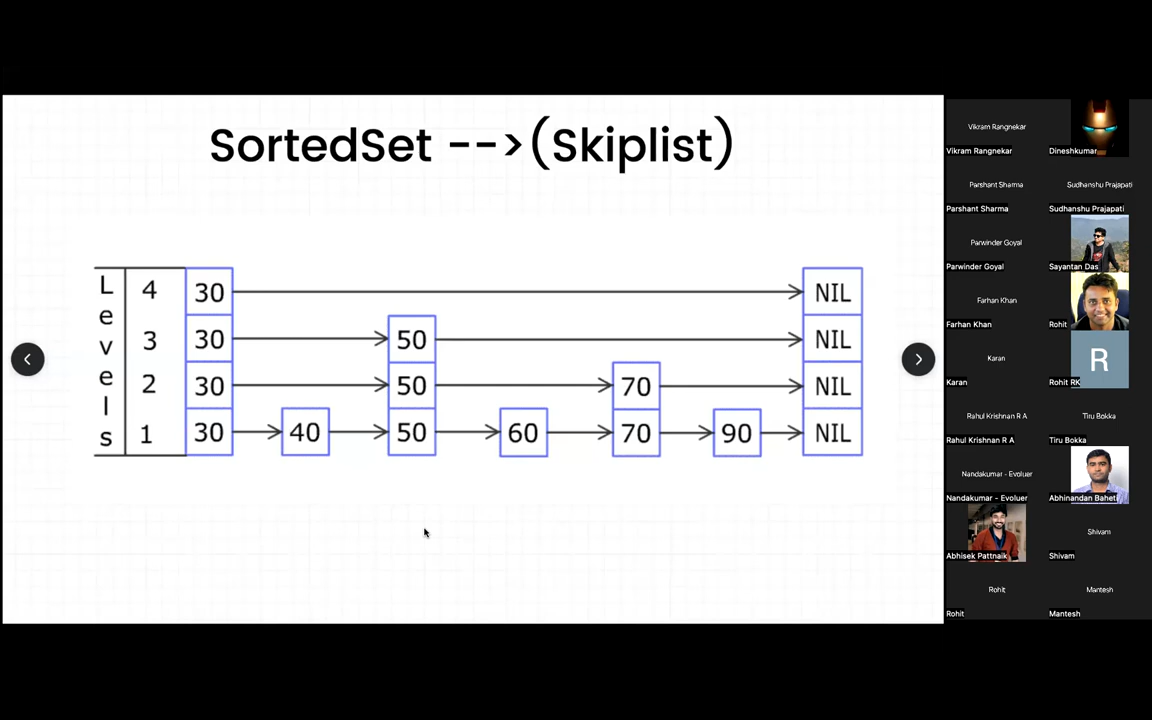 SortedSet -->(Skiplist)
Levels
4 30 NIL
3 30 50 NIL
2 30 50 70 NIL
1 30 40 50 60 70 90 NIL
Vikram Rangnekar
Vikram Rangnekar
Dineshkumar
Parshant Sharma
Sudhanshu Prajapati
Parshant Sharma
Sudhanshu Prajapati
Parwinder Goyal
Parwinder Goyal
Sayantan Das
Farhan Khan
Farhan Khan
Rohit
Karan
R
Karan
Rohit RK
Rahul Krishnan R A
Tiru Bokka
Rahul Krishnan R A
Tiru Bokka
Nandakumar - Evoluer
Nandakumar - Evoluer
Abhinandan Baheti
Shivam
Abhisek Pattnaik
Shivam
Rohit
Mantesh
Rohit
Mantesh